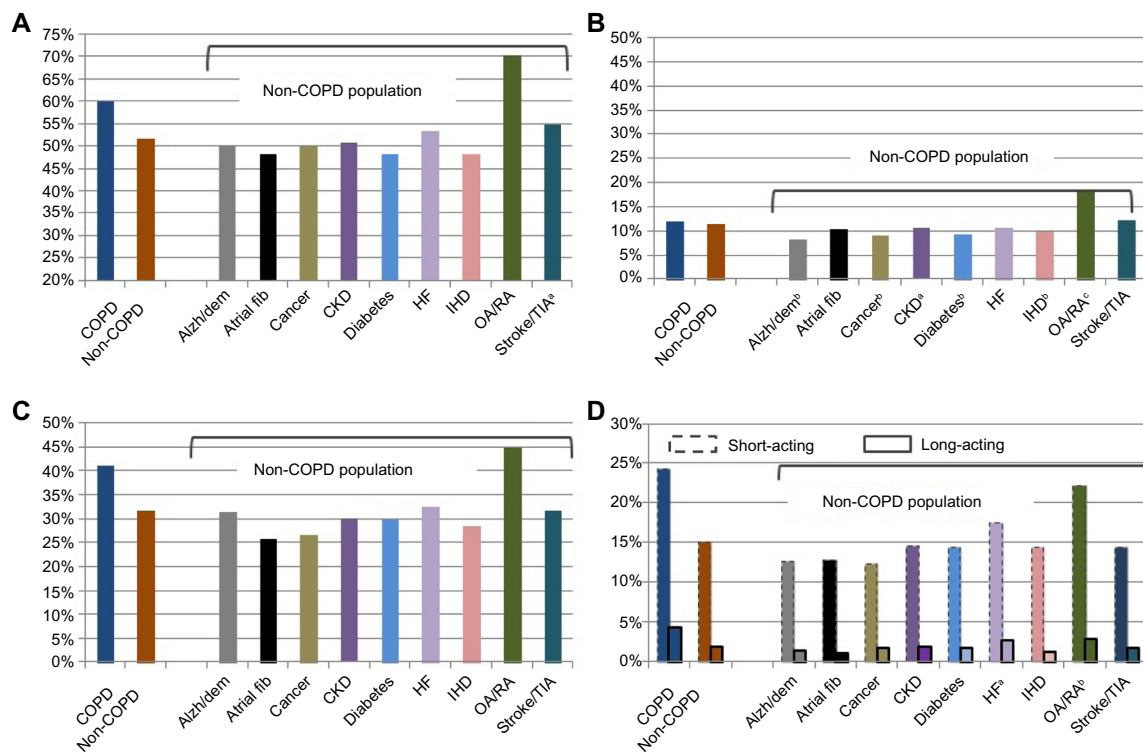 A
75%
70%
65%
60%
55%
50%
45%
40%
35%
30%
25%
20%
Non-COPD population
COPD
Non-COPD
Alzh/dem
Atrial fib
Cancer
CKD
Diabetes
HF
IHD
OA/RA
Stroke/TIAᵃ
B
50%
45%
40%
35%
30%
25%
20%
15%
10%
5%
0%
Non-COPD population
COPD
Non-COPD
Alzh/demᵇ
Atrial fib
Cancerᵇ
CKDᵃ
Diabetesᵇ
HF
IHDᵇ
OA/RAᶜ
Stroke/TIA
C
50%
45%
40%
35%
30%
25%
20%
15%
10%
5%
0%
Non-COPD population
COPD
Non-COPD
Alzh/dem
Atrial fib
Cancer
CKD
Diabetes
HF
IHD
OA/RA
Stroke/TIA
D
30%
25%
20%
15%
10%
5%
0%
Short-acting
Long-acting
Non-COPD population
COPD
Non-COPD
Alzh/dem
Atrial fib
Cancer
CKD
Diabetes
HFᵃ
IHD
OA/RAᵇ
Stroke/TIA